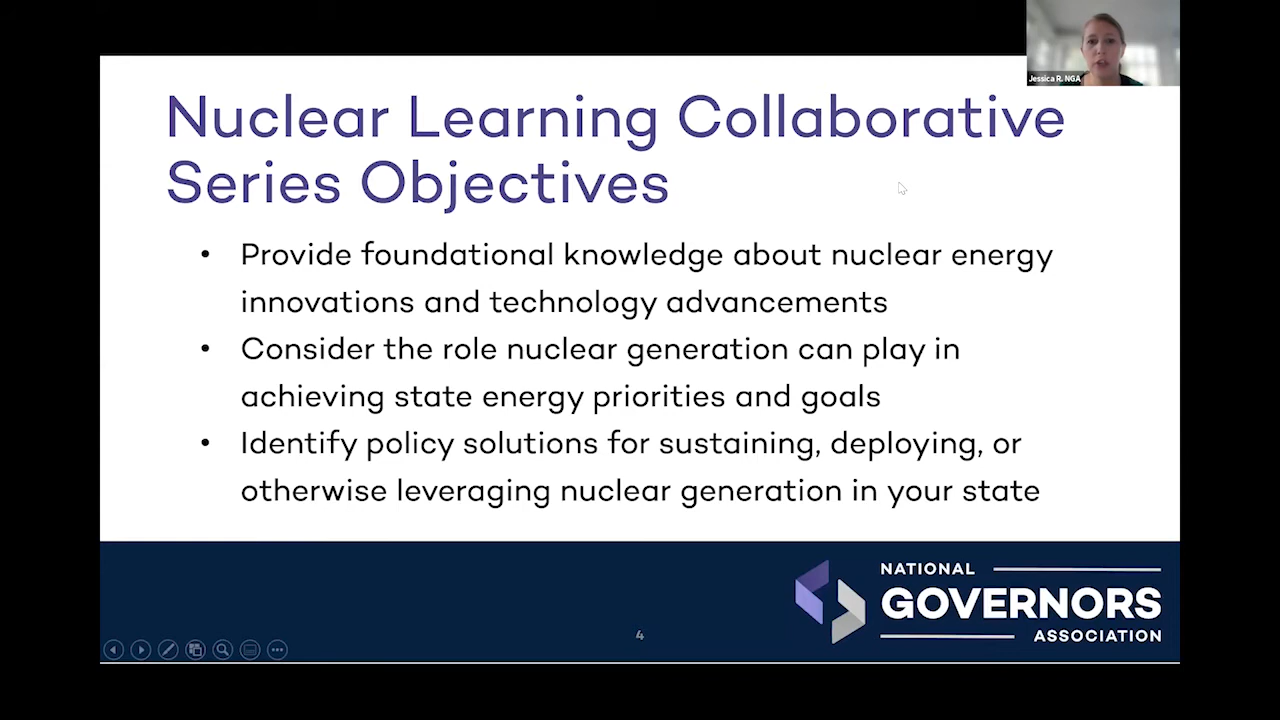 Jessica R. NGA
Nuclear Learning Collaborative
Series Objectives
• Provide foundational knowledge about nuclear energy
innovations and technology advancements
• Consider the role nuclear generation can play in
achieving state energy priorities and goals
• Identify policy solutions for sustaining, deploying, or
otherwise leveraging nuclear generation in your state
NATIONAL
GOVERNORS
ASSOCIATION
4